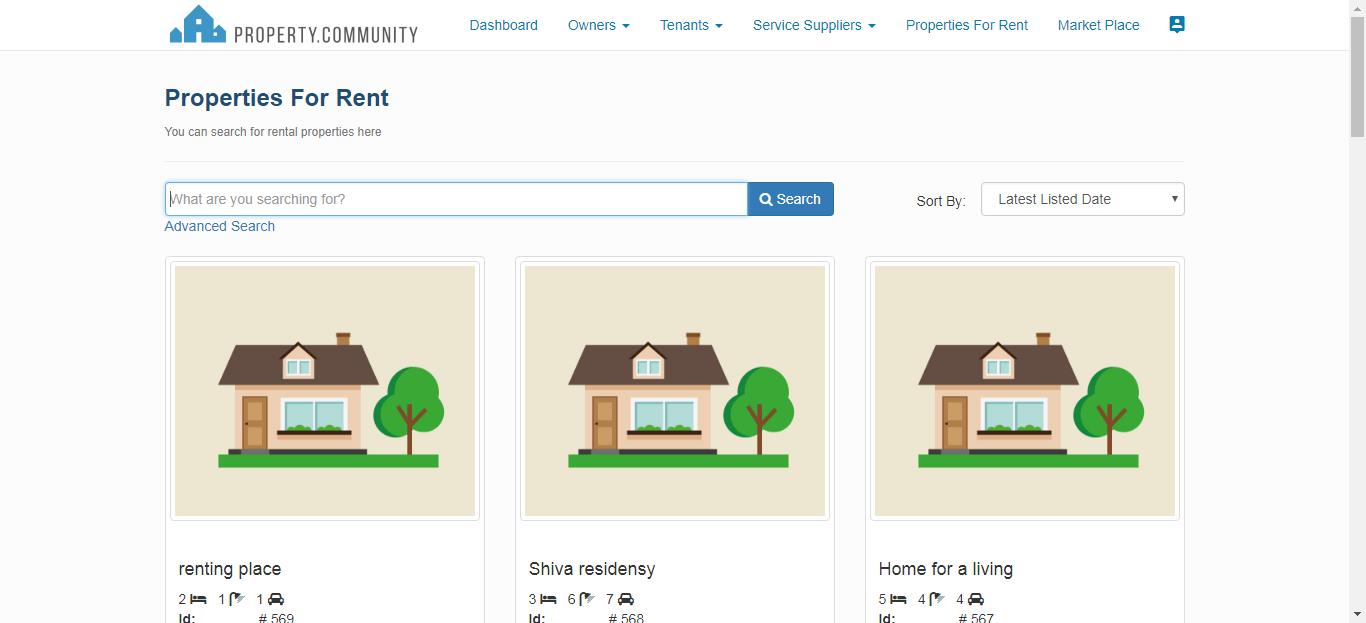 PROPERTY.COMMUNITY
Dashboard
Owners
Tenants
Service Suppliers
Properties For Rent
Market Place
Properties For Rent
You can search for rental properties here
What are you searching for?
Search
Sort By:
Latest Listed Date
Advanced Search
renting place
2 1 1
Id: # 569
Shiva residensy
3 6 7
Id: # 568
Home for a living
5 4 4
Id: # 567